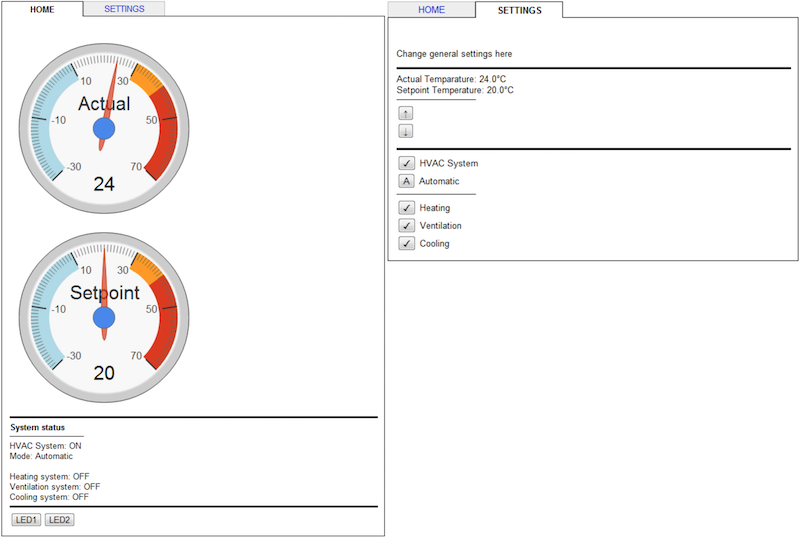 HOME
SETTINGS
10
30
Actual
-10
50
-30
70
24
10
30
Setpoint
-10
50
-30
70
20
System status
HVAC System: ON
Mode: Automatic
Heating system: OFF
Ventilation system: OFF
Cooling system: OFF
LED1 LED2
HOME
SETTINGS
Change general settings here
Actual Temparature: 24.0°C
Setpoint Temperature: 20.0°C
↑
↓
✓ HVAC System
A Automatic
✓ Heating
✓ Ventilation
✓ Cooling